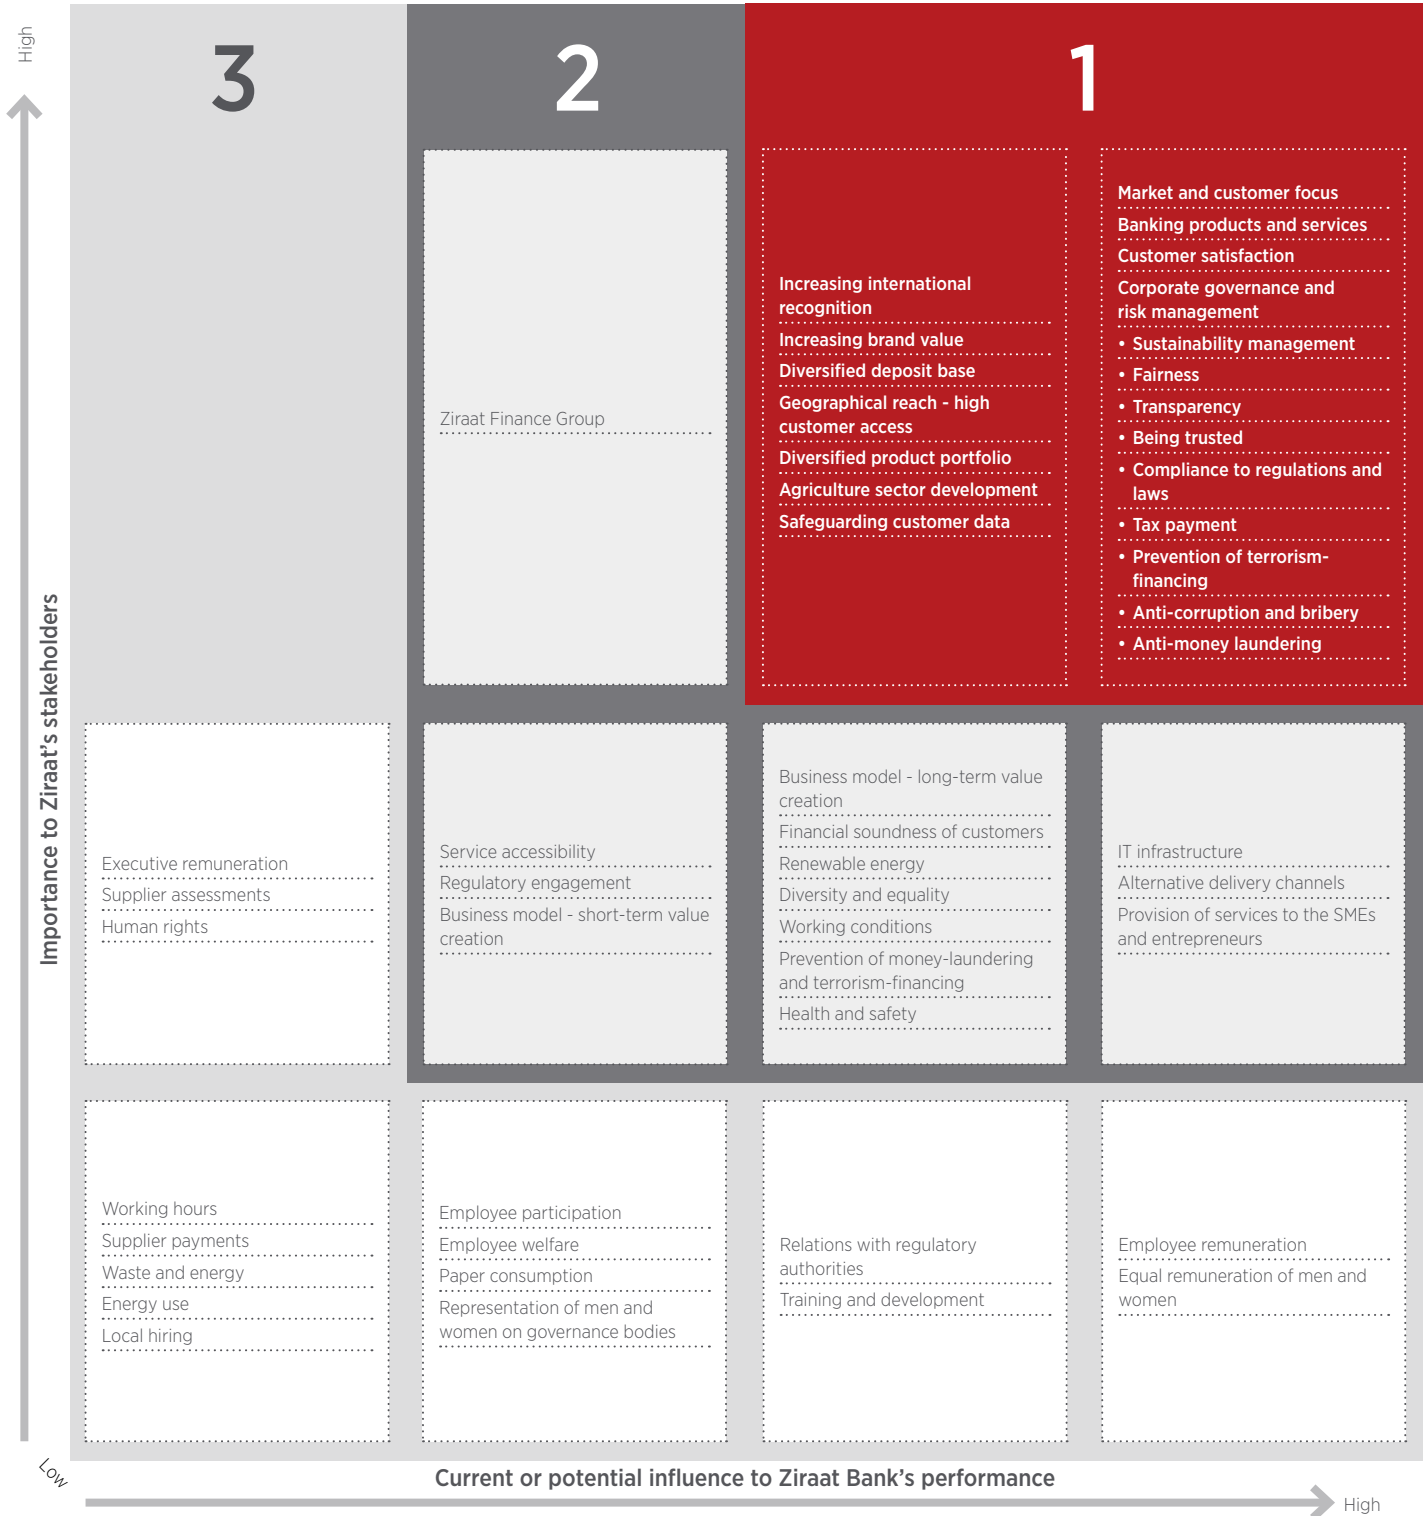 High
3
2
1
Ziraat Finance Group
Increasing international
recognition
Increasing brand value
Diversified deposit base
Geographical reach - high
customer access
Diversified product portfolio
Agriculture sector development
Safeguarding customer data
Market and customer focus
Banking products and services
Customer satisfaction
Corporate governance and
risk management
• Sustainability management
• Fairness
• Transparency
• Being trusted
• Compliance to regulations and
laws
• Tax payment
• Prevention of terrorism-
financing
• Anti-corruption and bribery
• Anti-money laundering
Importance to Ziraat's stakeholders
Executive remuneration
Supplier assessments
Human rights
Service accessibility
Regulatory engagement
Business model - short-term value
creation
Business model - long-term value
creation
Financial soundness of customers
Renewable energy
Diversity and equality
Working conditions
Prevention of money-laundering
and terrorism-financing
Health and safety
IT infrastructure
Alternative delivery channels
Provision of services to the SMEs
and entrepreneurs
Working hours
Supplier payments
Waste and energy
Energy use
Local hiring
Employee participation
Employee welfare
Paper consumption
Representation of men and
women on governance bodies
Relations with regulatory
authorities
Training and development
Employee remuneration
Equal remuneration of men and
women
Low
Current or potential influence to Ziraat Bank's performance
High